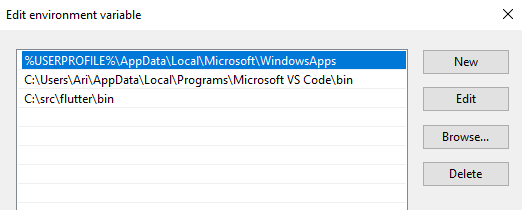 Edit environment variable
%USERPROFILE%\AppData\Local\Microsoft\WindowsApps
C:\Users\Ari\AppData\Local\Programs\Microsoft VS Code\bin
C:\src\flutter\bin
New
Edit
Browse...
Delete